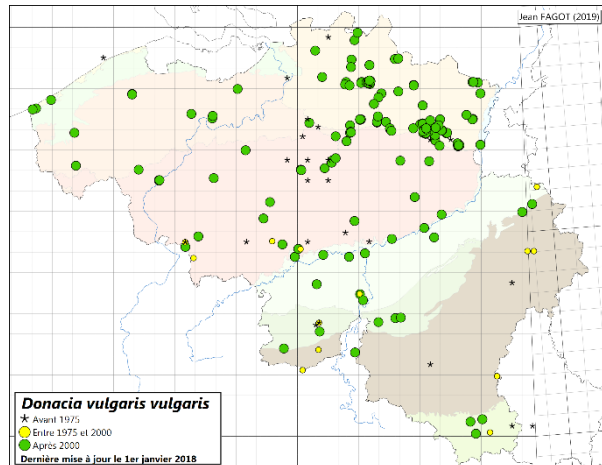 Jean FAGOT (2019)
Donacia vulgaris vulgaris
Avant 1975
Entre 1975 et 2000
Après 2000
Dernière mise à jour le 1er janvier 2018